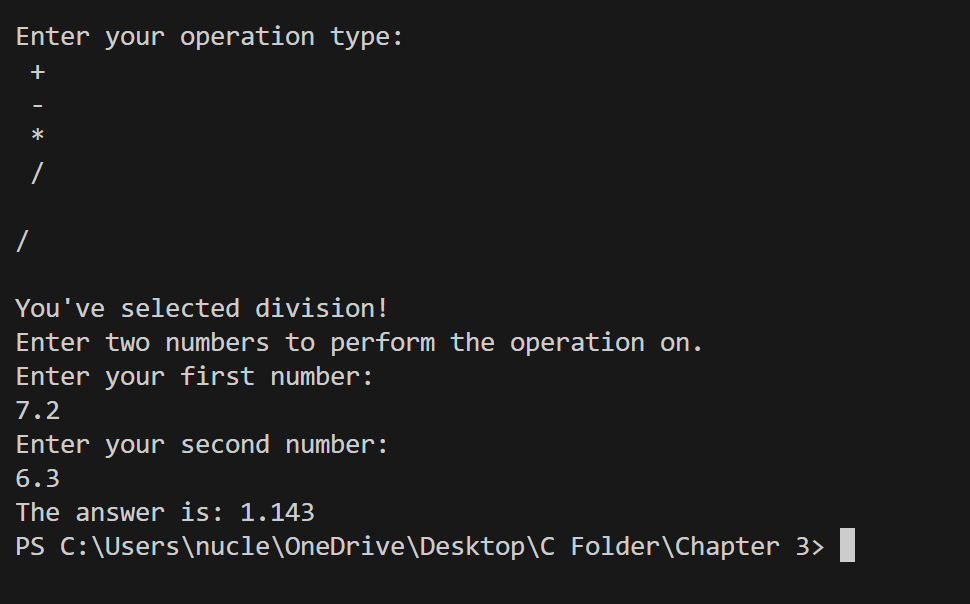 Enter your operation type:
+
-
*
/
/
You've selected division!
Enter two numbers to perform the operation on.
Enter your first number:
7.2
Enter your second number:
6.3
The answer is: 1.143
PS C:\Users\nucle\OneDrive\Desktop\C Folder\Chapter 3>